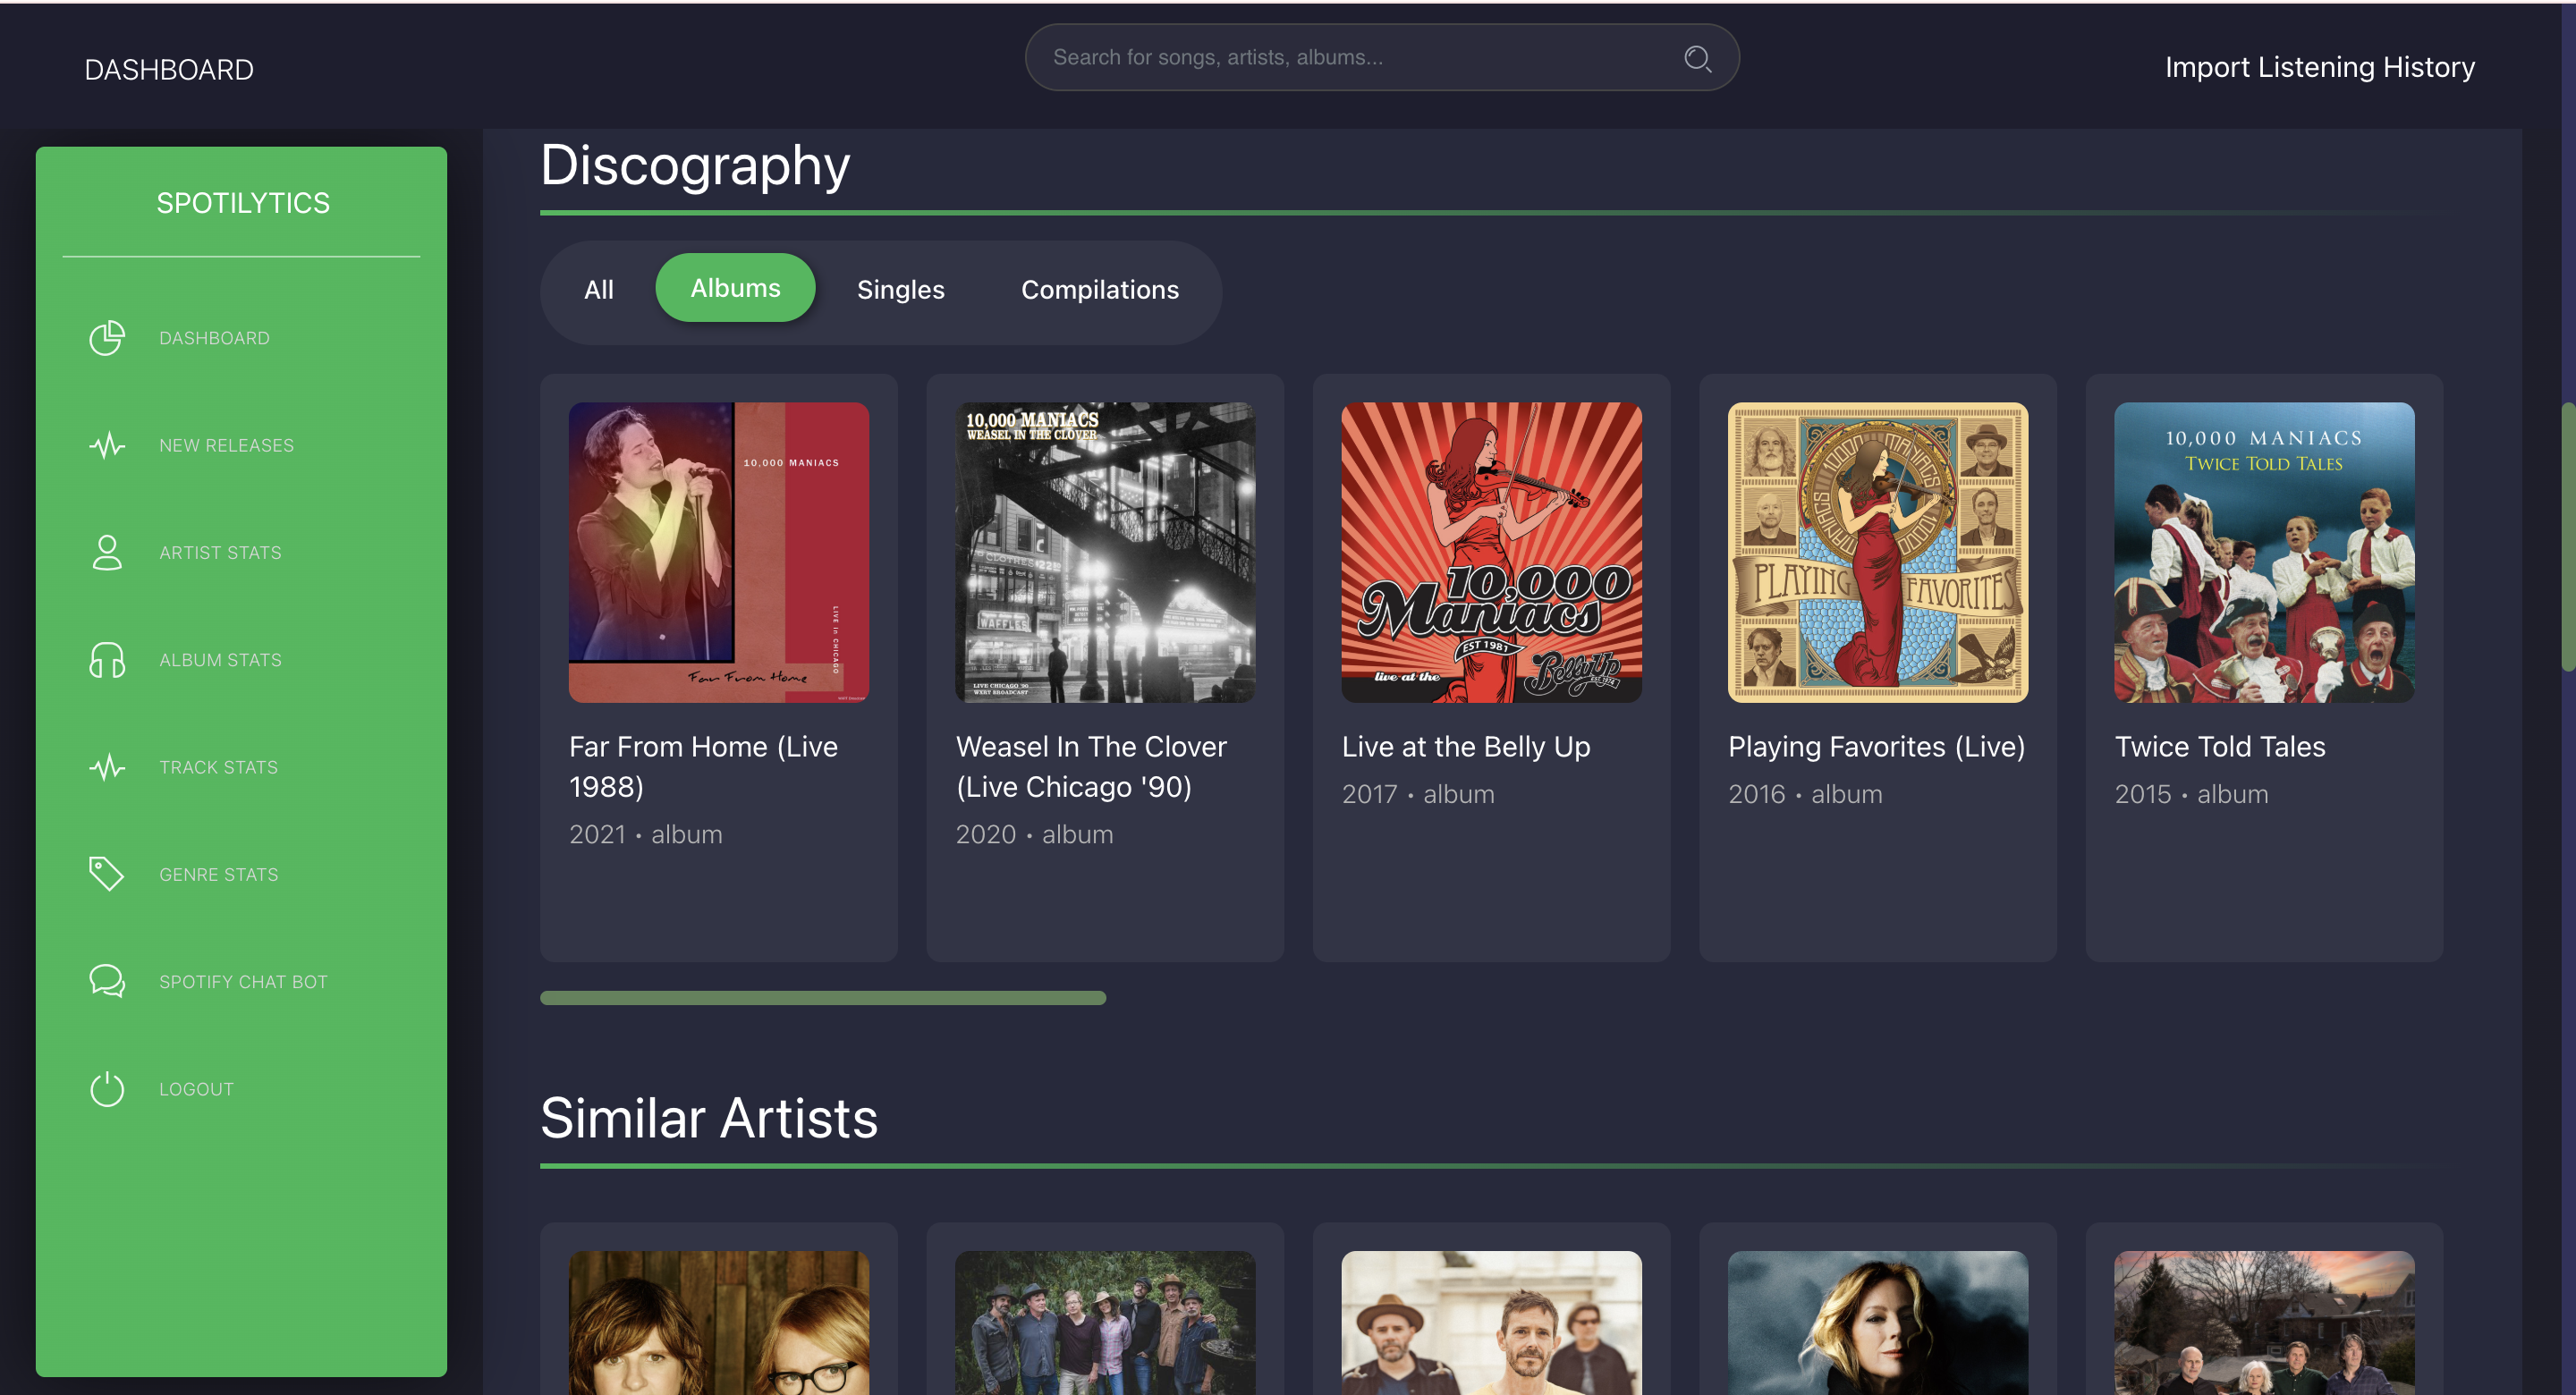 DASHBOARD
Search for songs, artists, albums...
Import Listening History
SPOTILYTICS
DASHBOARD
NEW RELEASES
ARTIST STATS
ALBUM STATS
TRACK STATS
GENRE STATS
SPOTIFY CHAT BOT
LOGOUT
Discography
All
Albums
Singles
Compilations
10,000 MANIACS
LIVE in CHICAGO
Far From Home
Far From Home (Live
1988)
2021 • album
10,000 MANIACS
WEASEL IN THE CLOVER
CLOTHES
WAFFLES
LIVE CHICAGO '90
WXRT BROADCAST
Weasel In The Clover
(Live Chicago '90)
2020 • album
10,000
Maniacs
EST 1981
live at the
Belly Up
Live at the Belly Up
2017 • album
10,000 MANIACS
PLAYING FAVORITES
Playing Favorites (Live)
2016 • album
10,000 MANIACS
TWICE TOLD TALES
Twice Told Tales
2015 • album
Similar Artists